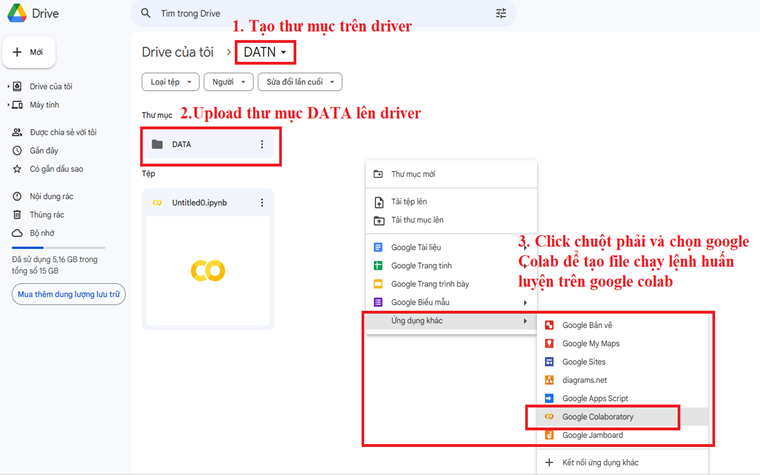 Drive
Tìm trong Drive
1. Tạo thư mục trên driver
Mới
Drive của tôi
DATN
Loại tệp
Người
Sửa đổi lần cuối
Drive của tôi
Máy tính
Được chia sẻ với tôi
Gần đây
Có gắn dấu sao
Nội dung rác
Thùng rác
Bộ nhớ
Đã sử dụng 5,16 GB trong
tổng số 15 GB
Mua thêm dung lượng lưu trữ
Thư mục
2.Upload thư mục DATA lên driver
DATA
Tệp
Untitled0.ipynb
Thư mục mới
Tải tệp lên
Tải thư mục lên
Google Tài liệu
Google Trang tính
Google Trang trình bày
Google Biểu mẫu
Ứng dụng khác
3. Click chuột phải và chọn google
Colab để tạo file chạy lệnh huấn
luyện trên google colab
Google Bản vẽ
Google My Maps
Google Sites
diagrams.net
Google Apps Script
Google Colaboratory
Google Jamboard
Kết nối ứng dụng khác